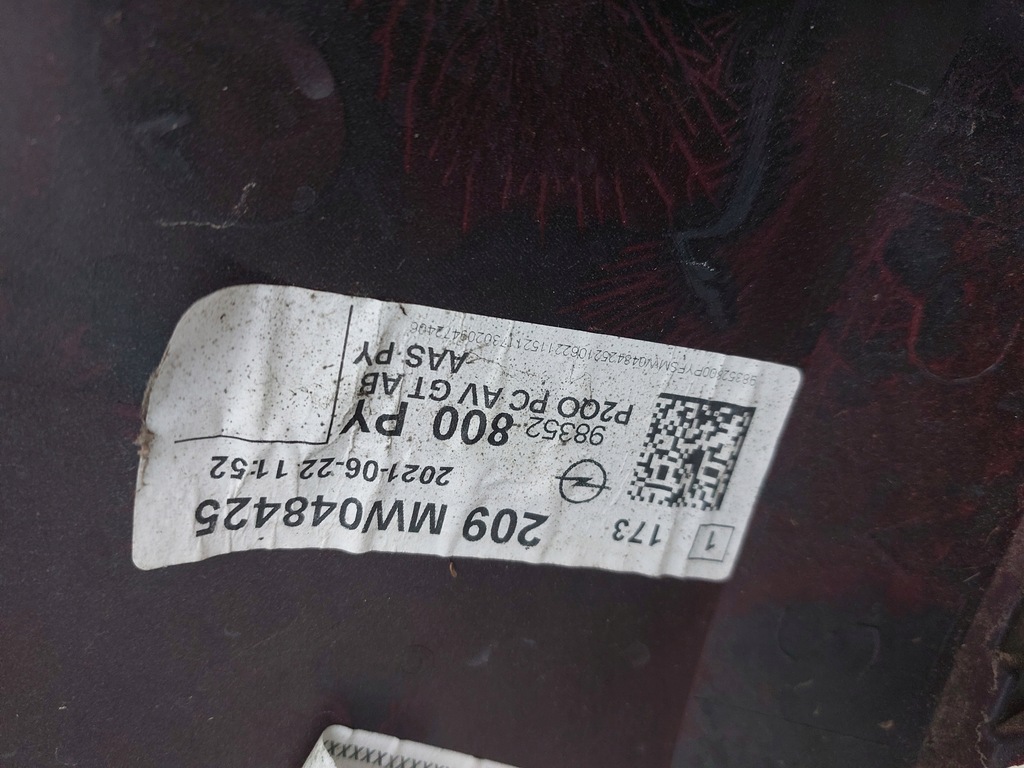 1 173 209 MW048425
2021-06-22 11:52
98352-800 PY
P2QO PC AV GT AB
AAS PY